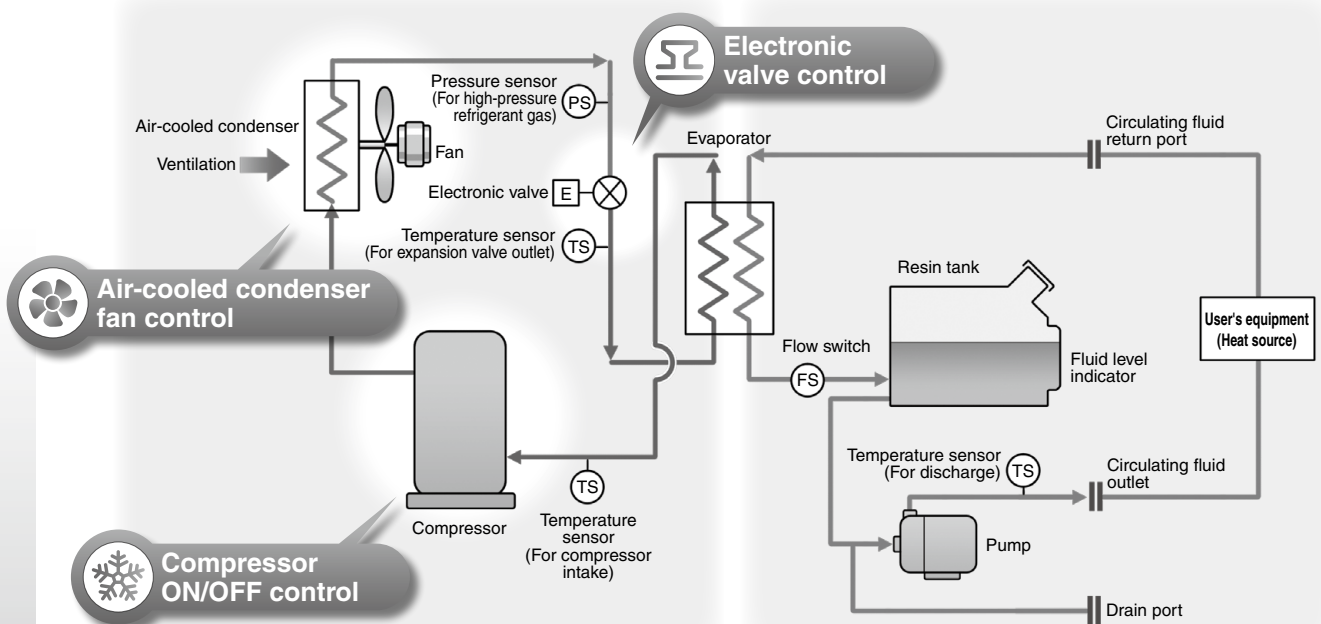 Electronic
valve control
Pressure sensor
(For high-pressure
refrigerant gas)
PS
Air-cooled condenser
Ventilation
Fan
Electronic valve
E
Temperature sensor
(For expansion valve outlet)
TS
Air-cooled condenser
fan control
Compressor
TS
Temperature
sensor
(For compressor
intake)
Compressor
ON/OFF control
Evaporator
Circulating fluid
return port
Resin tank
User's equipment
(Heat source)
Flow switch
FS
Fluid level
indicator
Temperature sensor
(For discharge)
TS
Circulating fluid
outlet
Pump
Drain port